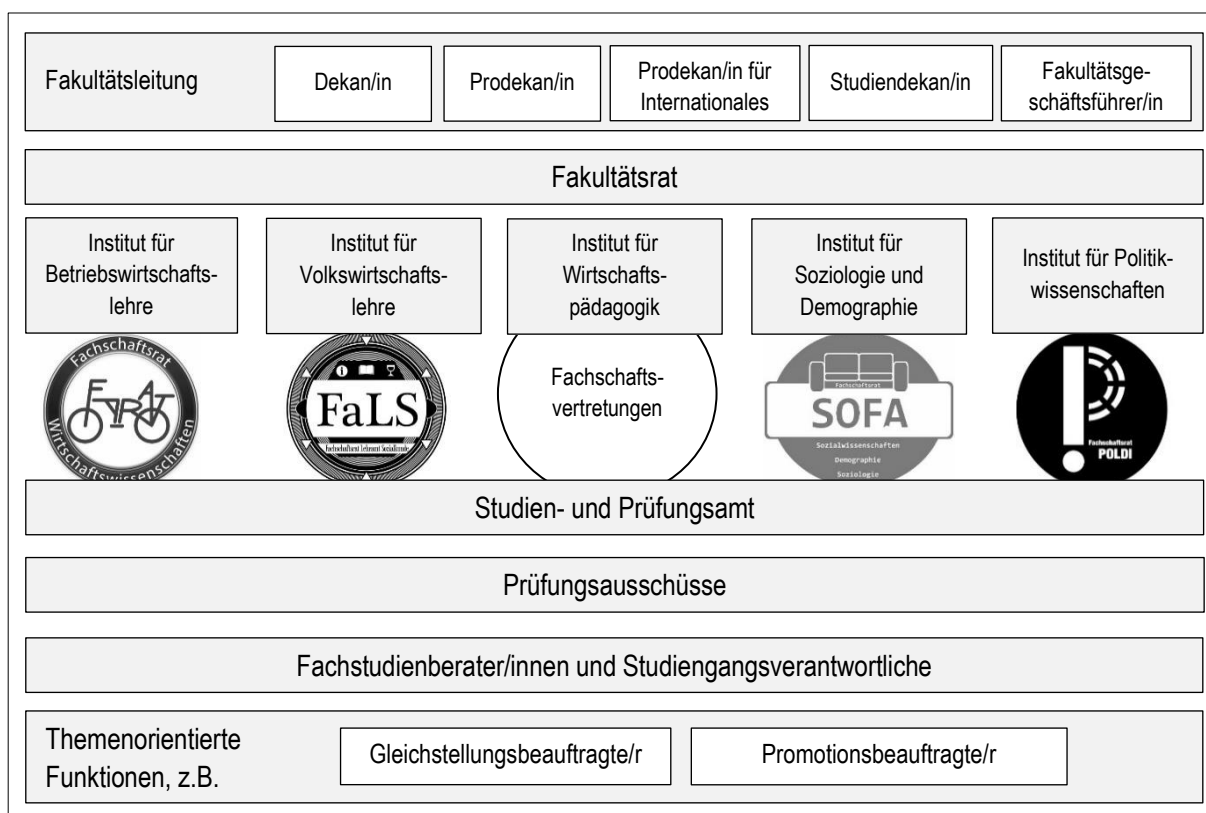 Fakultätsleitung
Dekan/in
Prodekan/in
Prodekan/in für
Internationales
Studiendekan/in
Fakultätsge-
schäftsführer/in
Fakultätsrat
Institut für
Betriebswirtschafts-
lehre
Institut für
Volkswirtschafts-
lehre
Institut für
Wirtschafts-
pädagogik
Institut für
Soziologie und
Demographie
Institut für Politik-
wissenschaften
Fachschaftsrat
Wirtschaftswissenschaften
FaLS
Fachschaftsrat Lehramt Sozialkunde
Fachschafts-
vertretungen
Fachschaftsrat
SOFA
Sozialwissenschaften
Demographie
Soziologie
Fachschaftsrat
POLDI
Studien- und Prüfungsamt
Prüfungsausschüsse
Fachstudienberater/innen und Studiengangsverantwortliche
Themenorientierte
Funktionen, z.B.
Gleichstellungsbeauftragte/r
Promotionsbeauftragte/r